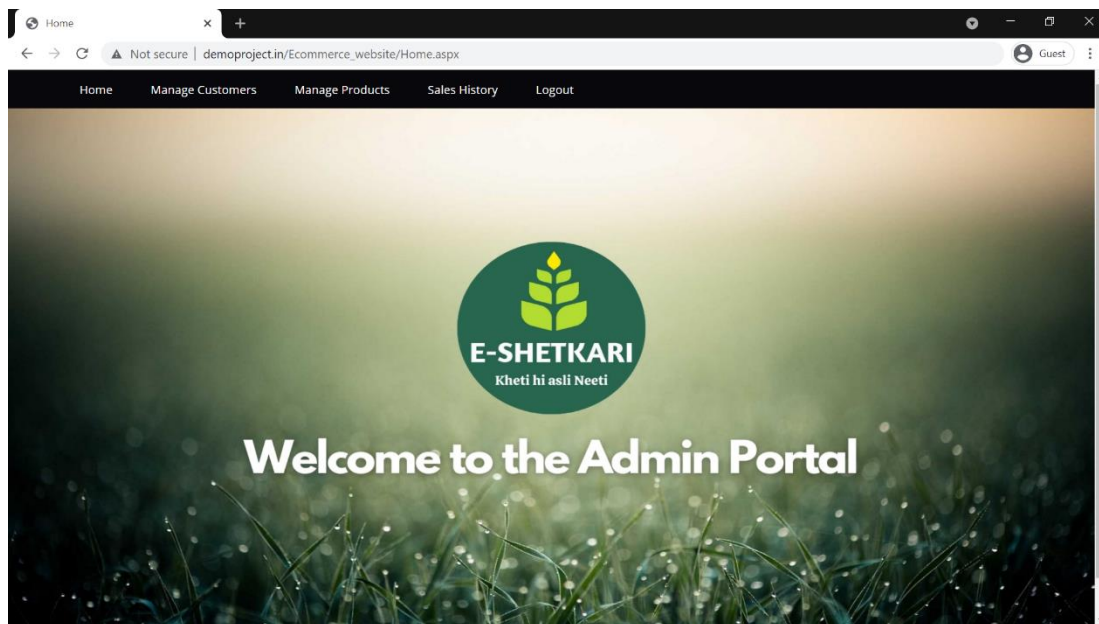 Home
Not secure | demoproject.in/Ecommerce_website/Home.aspx
Guest
Home Manage Customers Manage Products Sales History Logout
E-SHETKARI
Kheti hi asli Neeti
Welcome to the Admin Portal